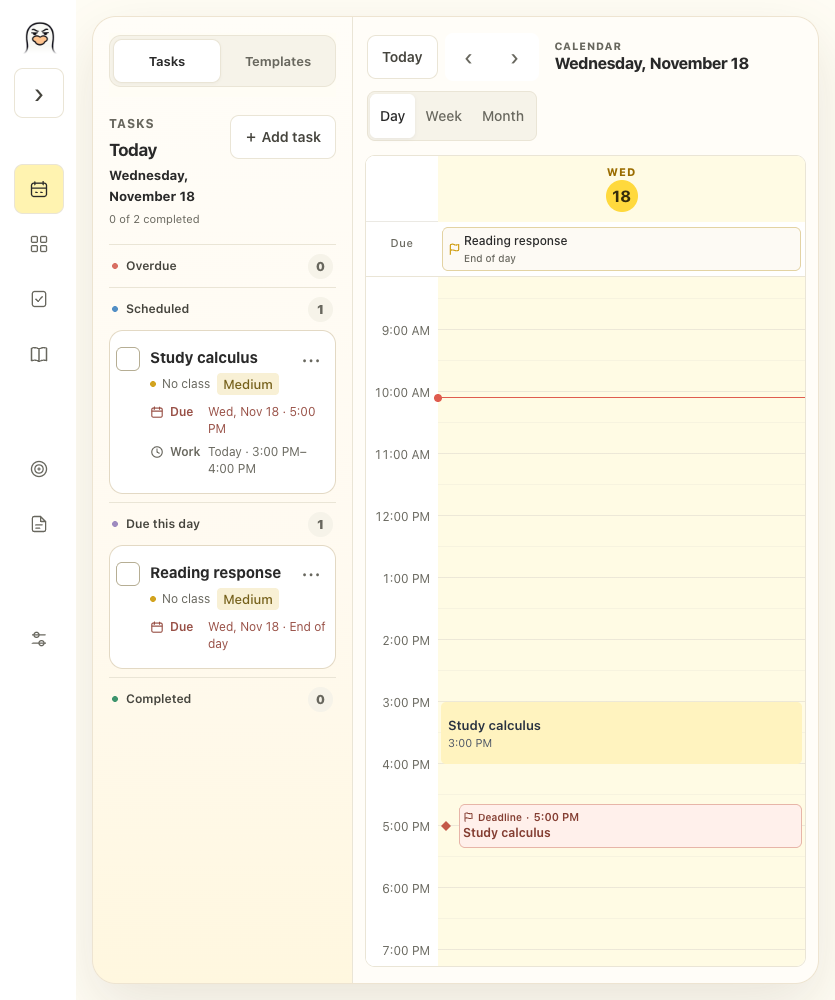 Tasks
Templates
TASKS
Today
Wednesday,
November 18
0 of 2 completed
+ Add task
Overdue
0
Scheduled
1
Study calculus
No class
Medium
Due
Wed, Nov 18 · 5:00
PM
Work
Today · 3:00 PM–
4:00 PM
Due this day
1
Reading response
No class
Medium
Due
Wed, Nov 18 · End of
day
Completed
0
Today
CALENDAR
Wednesday, November 18
Day
Week
Month
WED
18
Due
Reading response
End of day
9:00 AM
10:00 AM
11:00 AM
12:00 PM
1:00 PM
2:00 PM
3:00 PM
Study calculus
3:00 PM
4:00 PM
Deadline · 5:00 PM
5:00 PM
Study calculus
6:00 PM
7:00 PM